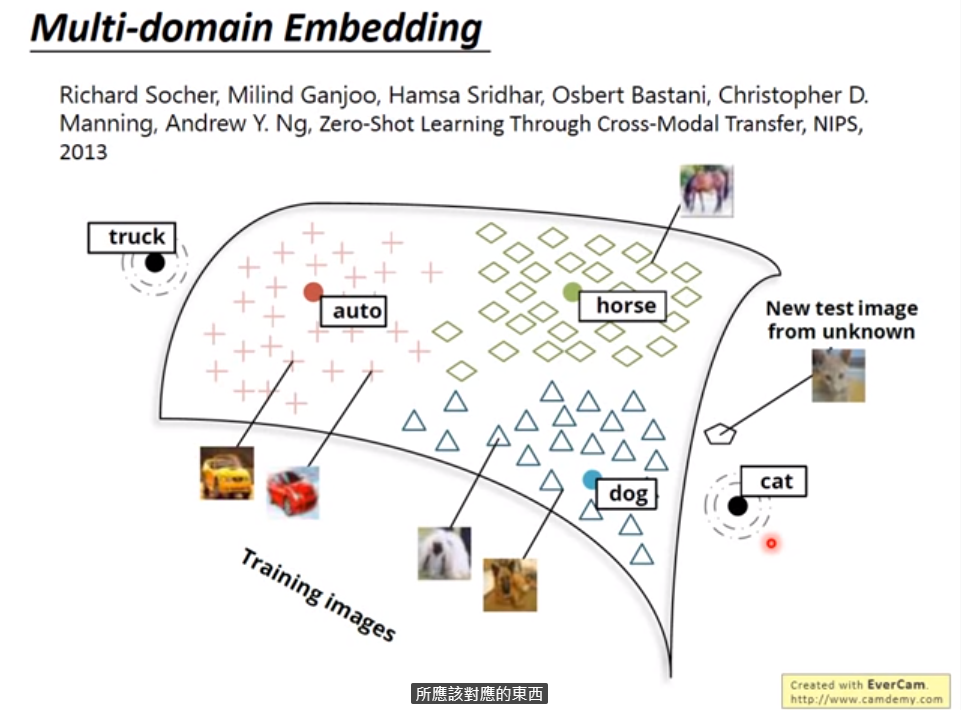 Multi-domain Embedding
Richard Socher, Milind Ganjoo, Hamsa Sridhar, Osbert Bastani, Christopher D.
Manning, Andrew Y. Ng, Zero-Shot Learning Through Cross-Modal Transfer, NIPS,
2013
truck
auto
horse
New test image
from unknown
cat
dog
Training images
所應該對應的東西
Created with EverCam.
http://www.camdemy.com